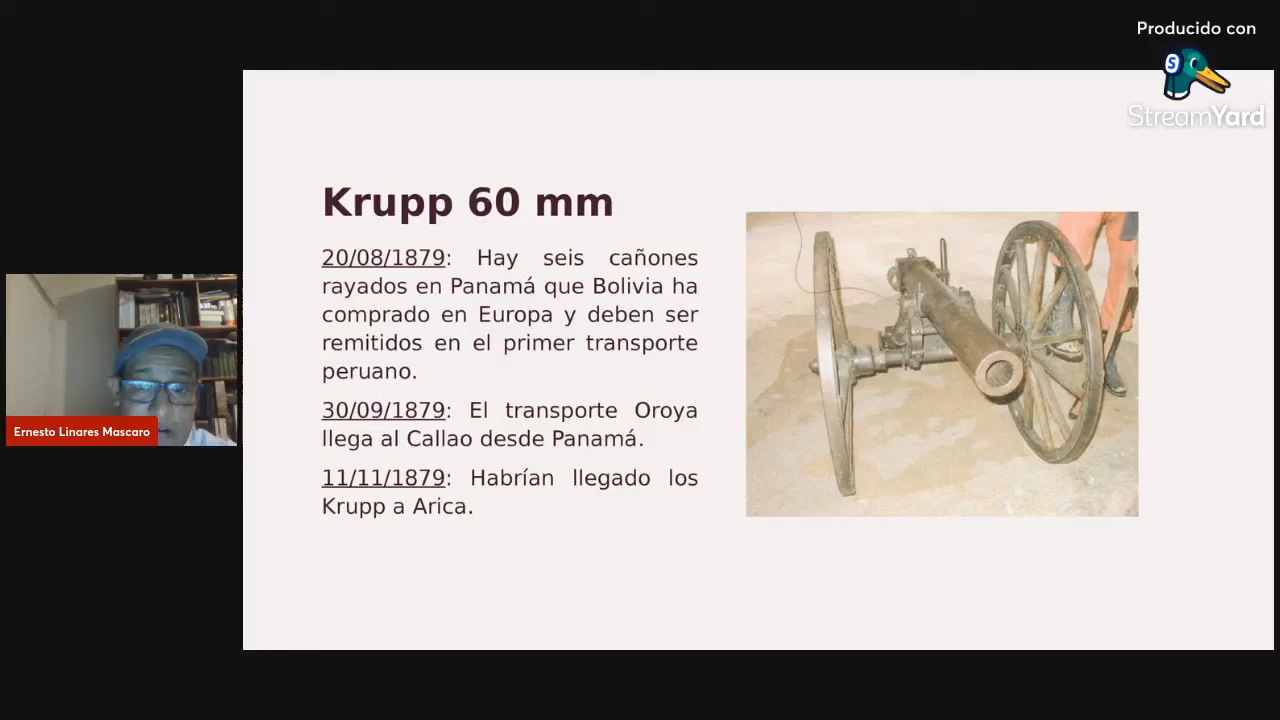 Producido con
StreamYard
Krupp 60 mm
20/08/1879: Hay seis cañones
rayados en Panamá que Bolivia ha
comprado en Europa y deben ser
remitidos en el primer transporte
peruano.
30/09/1879: El transporte Oroya
llega al Callao desde Panamá.
11/11/1879: Habrían llegado los
Krupp a Arica.
Ernesto Linares Mascaro